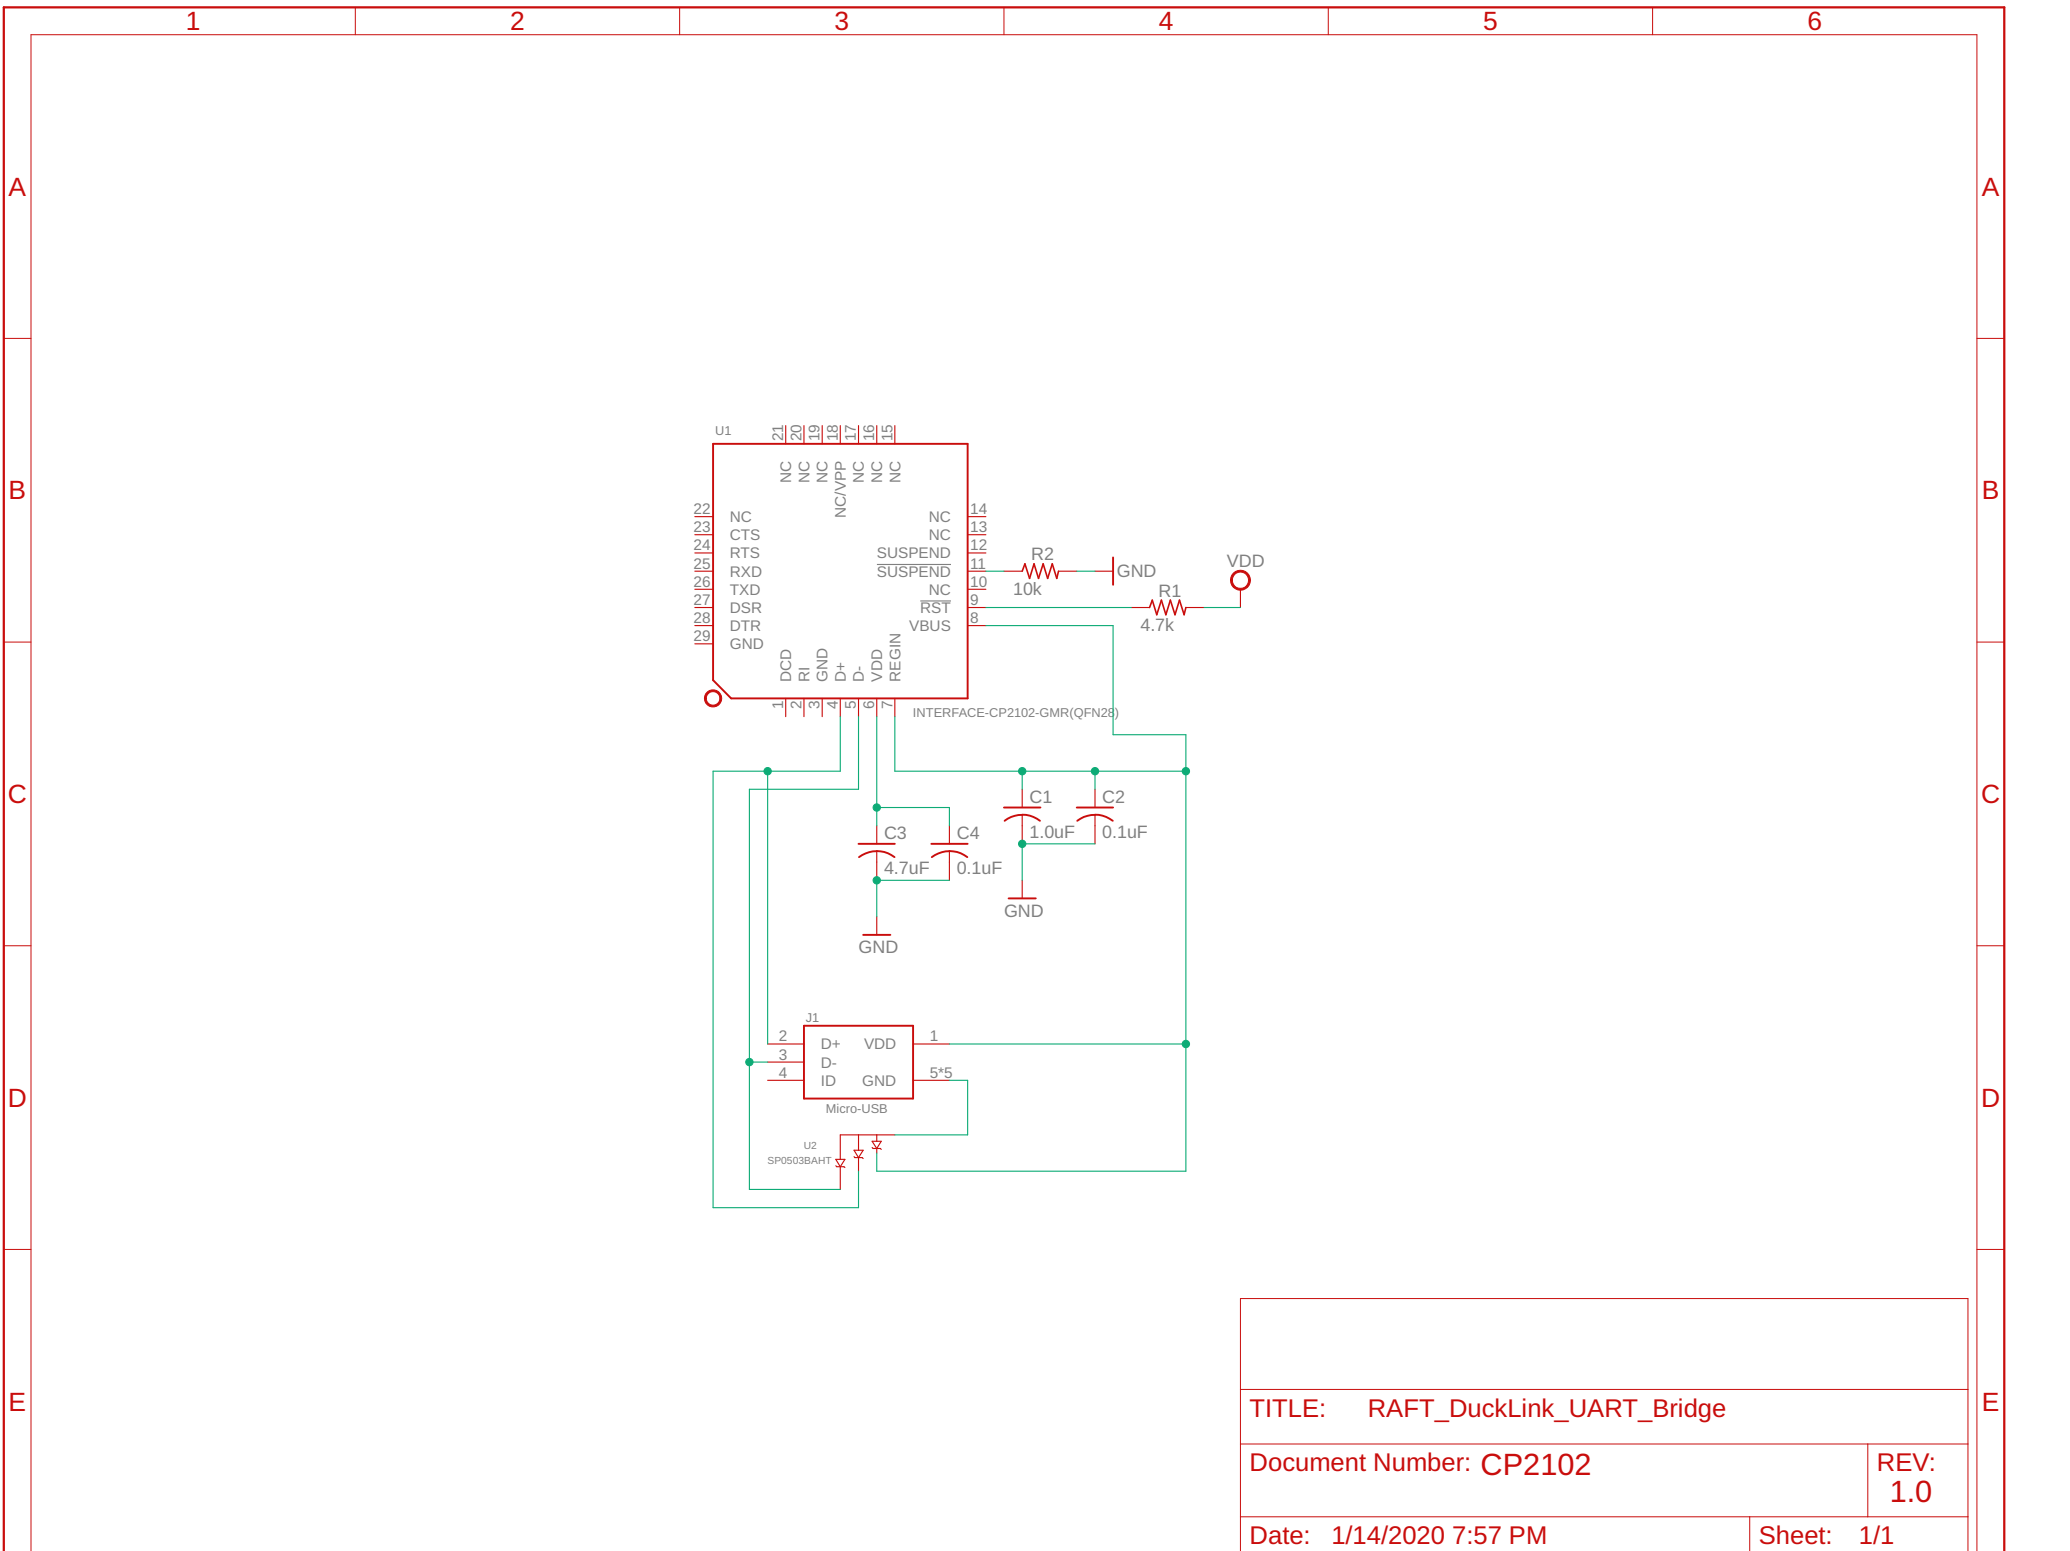 1 2 3 4 5 6
A A
U1
21 20 19 18 17 16 15
NC NC NC NC/VPP NC NC NC
B B
22 NC NC 14
23 CTS NC 13
24 RTS SUSPEND 12
25 RXD SUSPEND 11
26 TXD NC 10
27 DSR RST 9
28 DTR VBUS 8
29 GND
R2
10k
GND
VDD
R1
4.7k
DCD RI GND D+ D- VDD REGIN
1 2 3 4 5 6 7
INTERFACE-CP2102-GMR(QFN28)
C C
C1 C2
1.0uF 0.1uF
C3 C4
4.7uF 0.1uF
GND
GND
J1
2 D+ VDD 1
3 D-
4 ID GND 5*5
Micro-USB
D D
U2
SP0503BAHT
E E
TITLE: RAFT_DuckLink_UART_Bridge
Document Number: CP2102
REV:
1.0
Date: 1/14/2020 7:57 PM
Sheet: 1/1